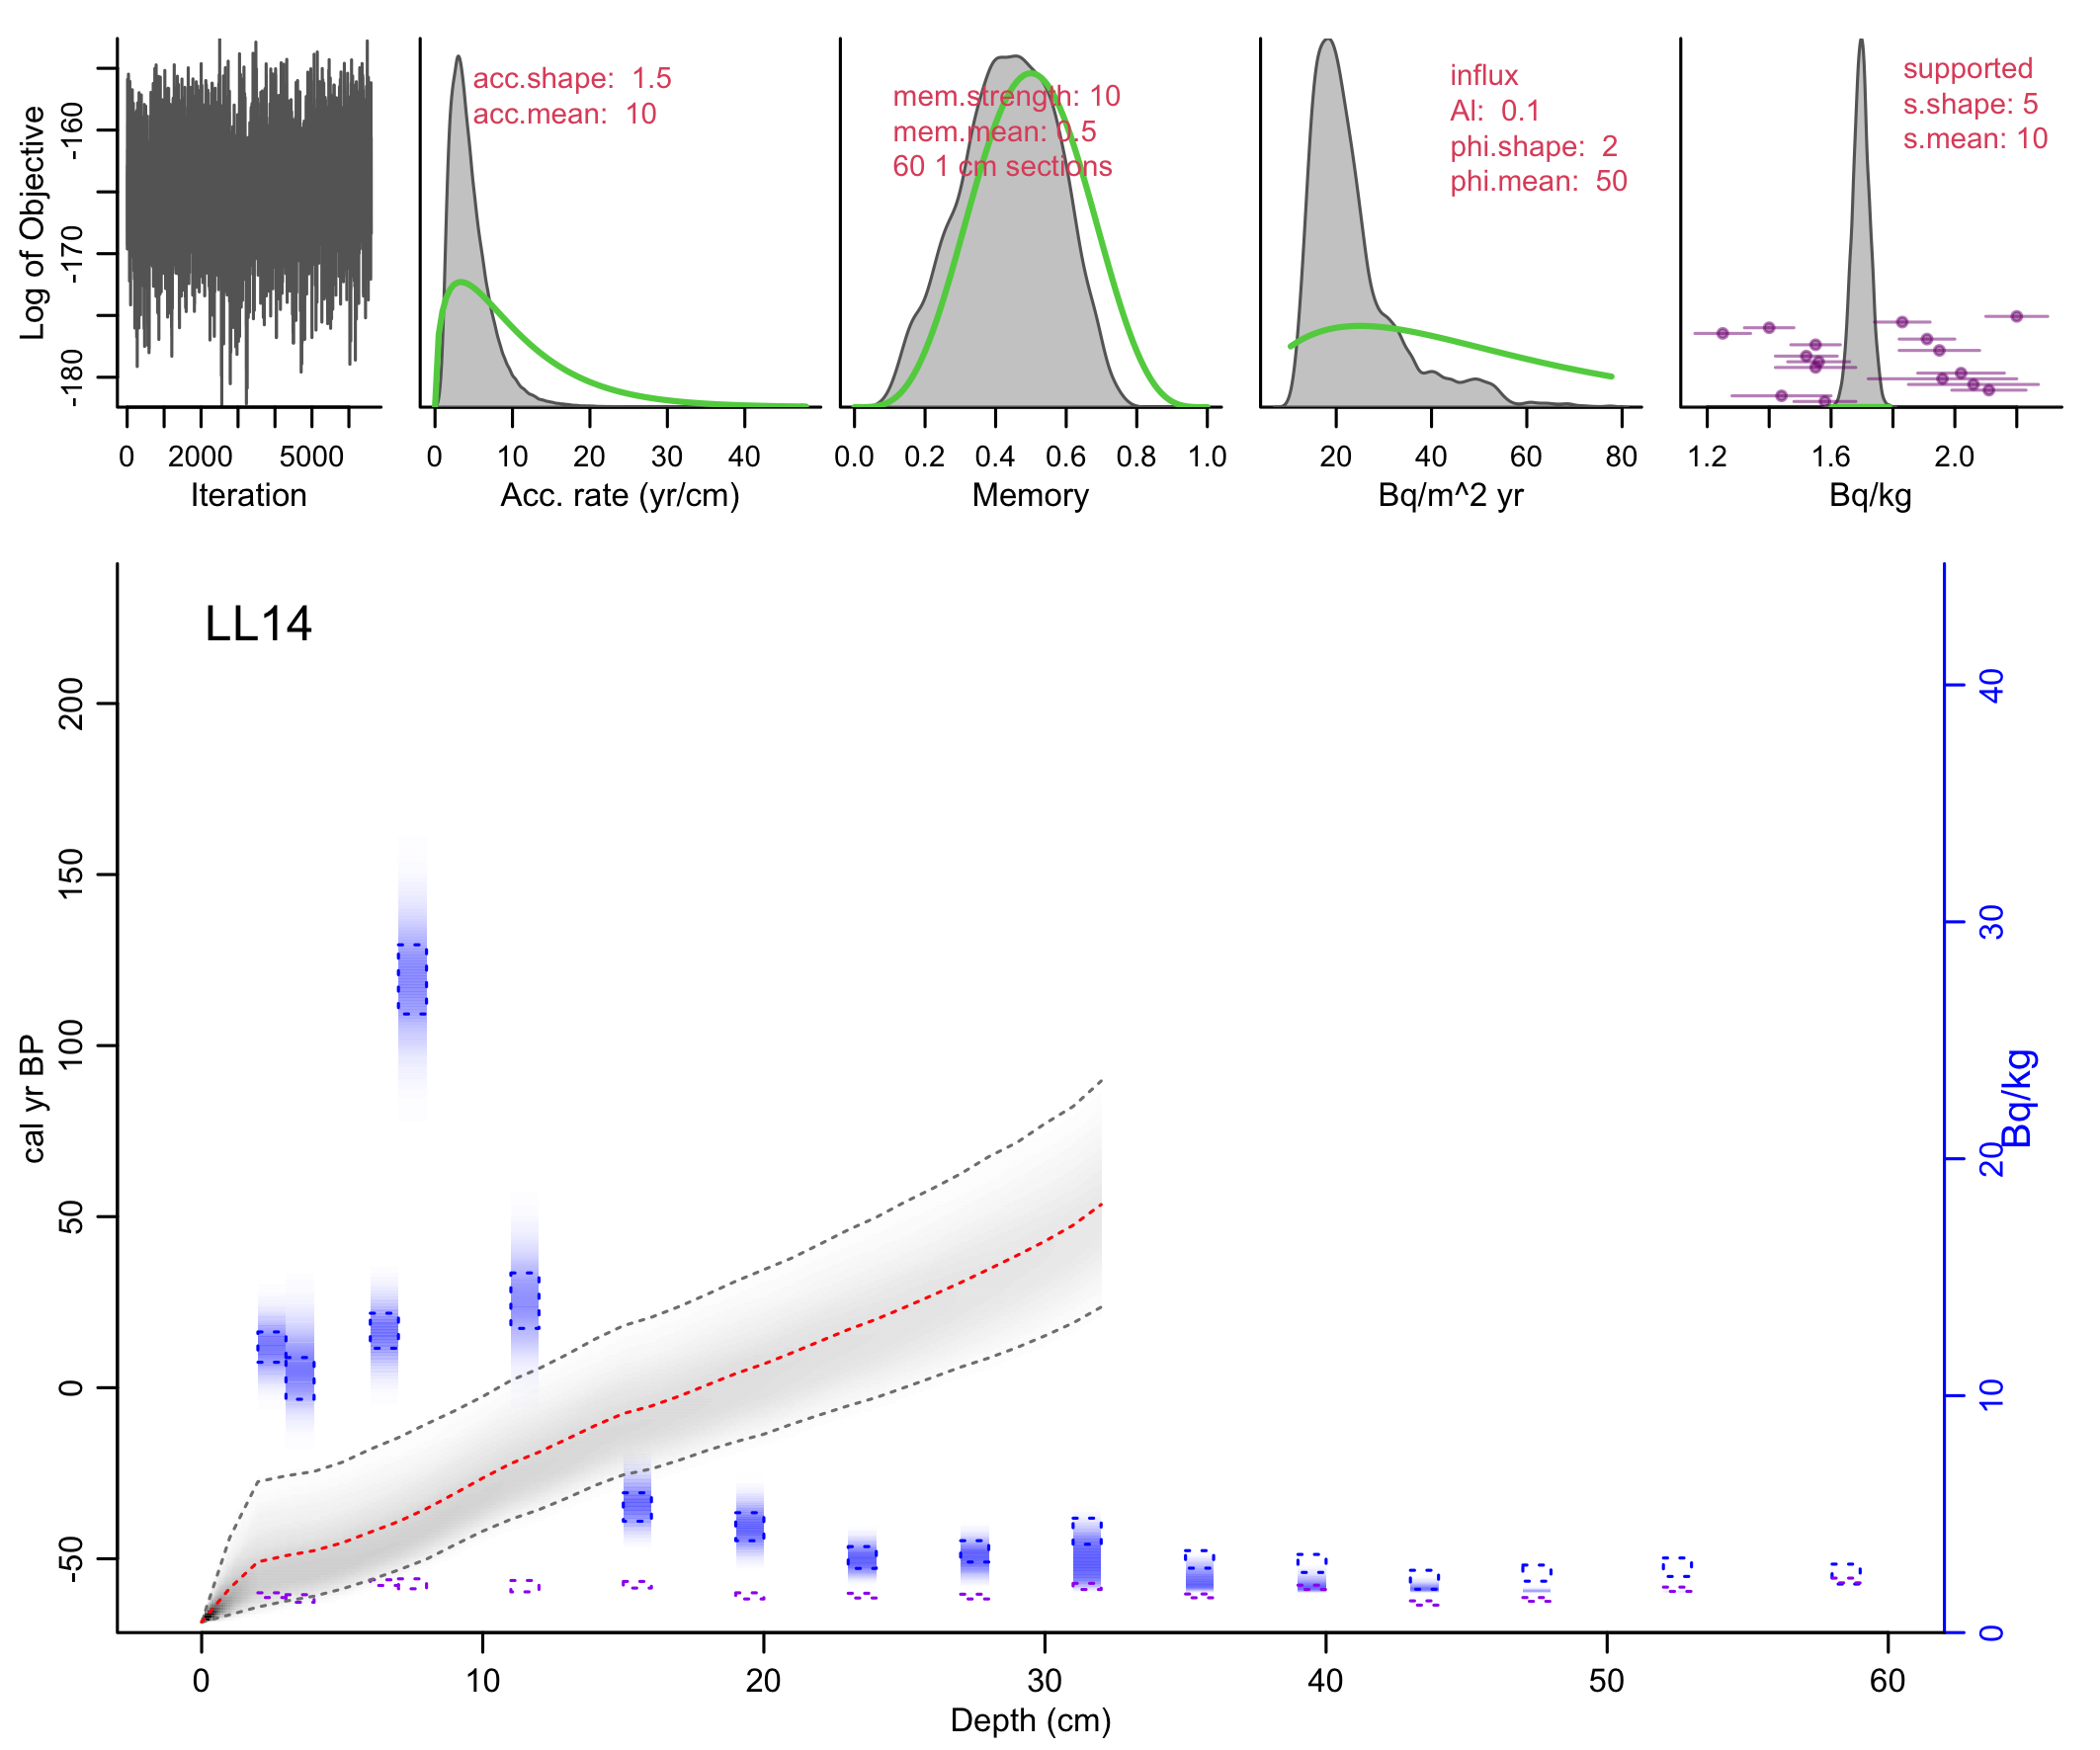 Log of Objective
-160
-170
-180
0 2000 5000
Iteration
acc.shape: 1.5
acc.mean: 10
0 10 20 30 40
Acc. rate (yr/cm)
mem.strength: 10
mem.mean: 0.5
60 1 cm sections
0.0 0.2 0.4 0.6 0.8 1.0
Memory
influx
Al: 0.1
phi.shape: 2
phi.mean: 50
20 40 60 80
Bq/m^2 yr
supported
s.shape: 5
s.mean: 10
1.2 1.6 2.0
Bq/kg
LL14
cal yr BP
200
150
100
50
0
-50
0 10 20 30 40 50 60
Depth (cm)
40
30
20
10
0
Bq/kg